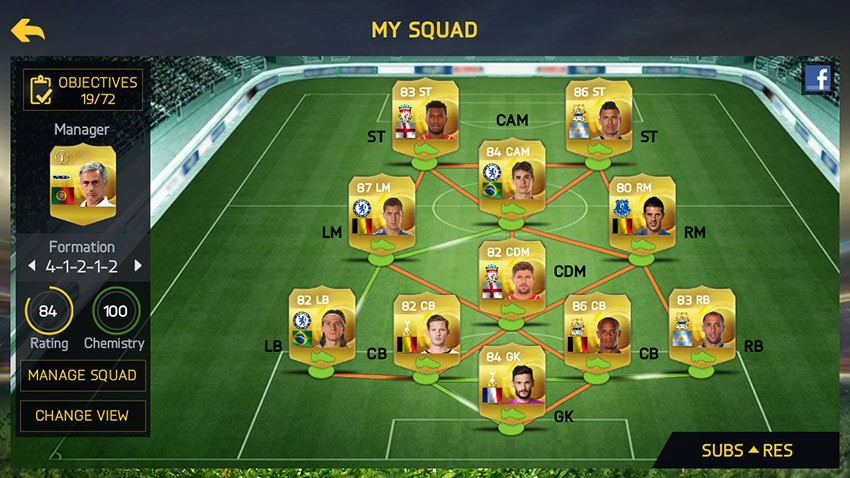 MY SQUAD
OBJECTIVES
19/72
Manager
Formation
4-1-2-1-2
84
100
Rating
Chemistry
MANAGE SQUAD
CHANGE VIEW
83 ST
ST
86 ST
ST
CAM
84 CAM
87 LM
LM
80 RM
RM
82 CDM
CDM
82 LB
LB
82 CB
CB
86 CB
CB
83 RB
RB
84 GK
GK
f
SUBS RES